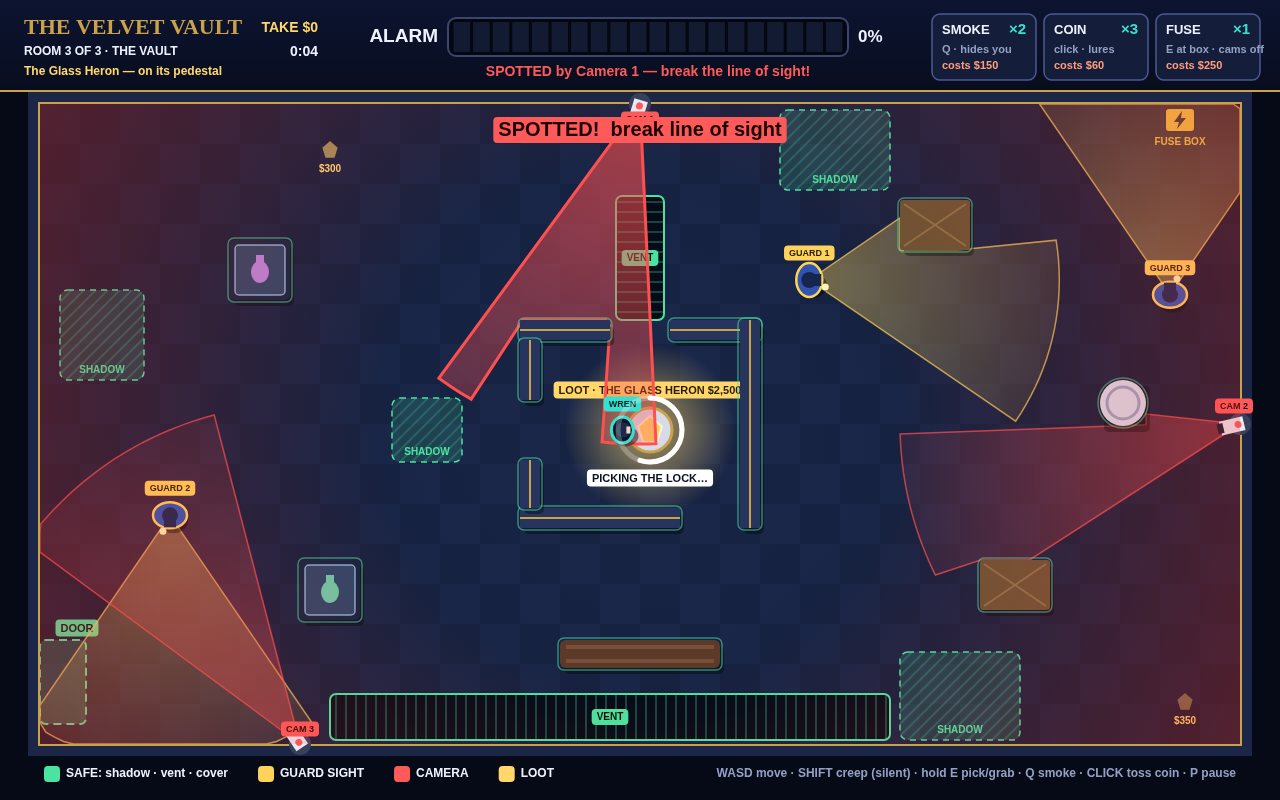 THE VELVET VAULT TAKE $0
ROOM 3 OF 3 · THE VAULT 0:04
The Glass Heron — on its pedestal
ALARM 0%
SPOTTED by Camera 1 — break the line of sight!
SMOKE ×2
Q · hides you
costs $150
COIN ×3
click · lures
costs $60
FUSE ×1
E at box · cams off
costs $250
SPOTTED! break line of sight
$300
SHADOW
FUSE BOX
VENT
GUARD 1
GUARD 3
SHADOW
LOOT · THE GLASS HERON $2,500
WREN
CAM 2
SHADOW
PICKING THE LOCK…
GUARD 2
DOOR
CAM 3
VENT
SHADOW
$350
SAFE: shadow · vent · cover
GUARD SIGHT
CAMERA
LOOT
WASD move · SHIFT creep (silent) · hold E pick/grab · Q smoke · CLICK toss coin · P pause